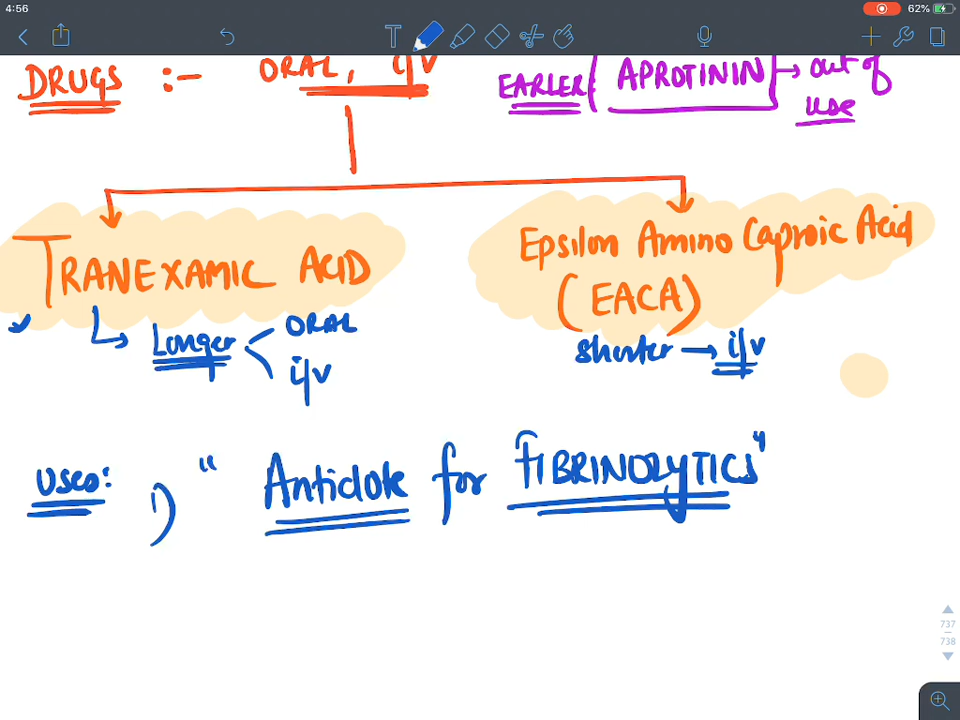 4:56
62%
T
DRUGS :- ORAL, i/v
EARLER ( APROTININ → out of
use
TRANEXAMIC ACID
Epsilon Amino Caproic Acid
(EACA)
Longer
ORAL
i/v
shorter → i/v
Uses: 1) " Antidote for FIBRINOLYTICS"
737
738